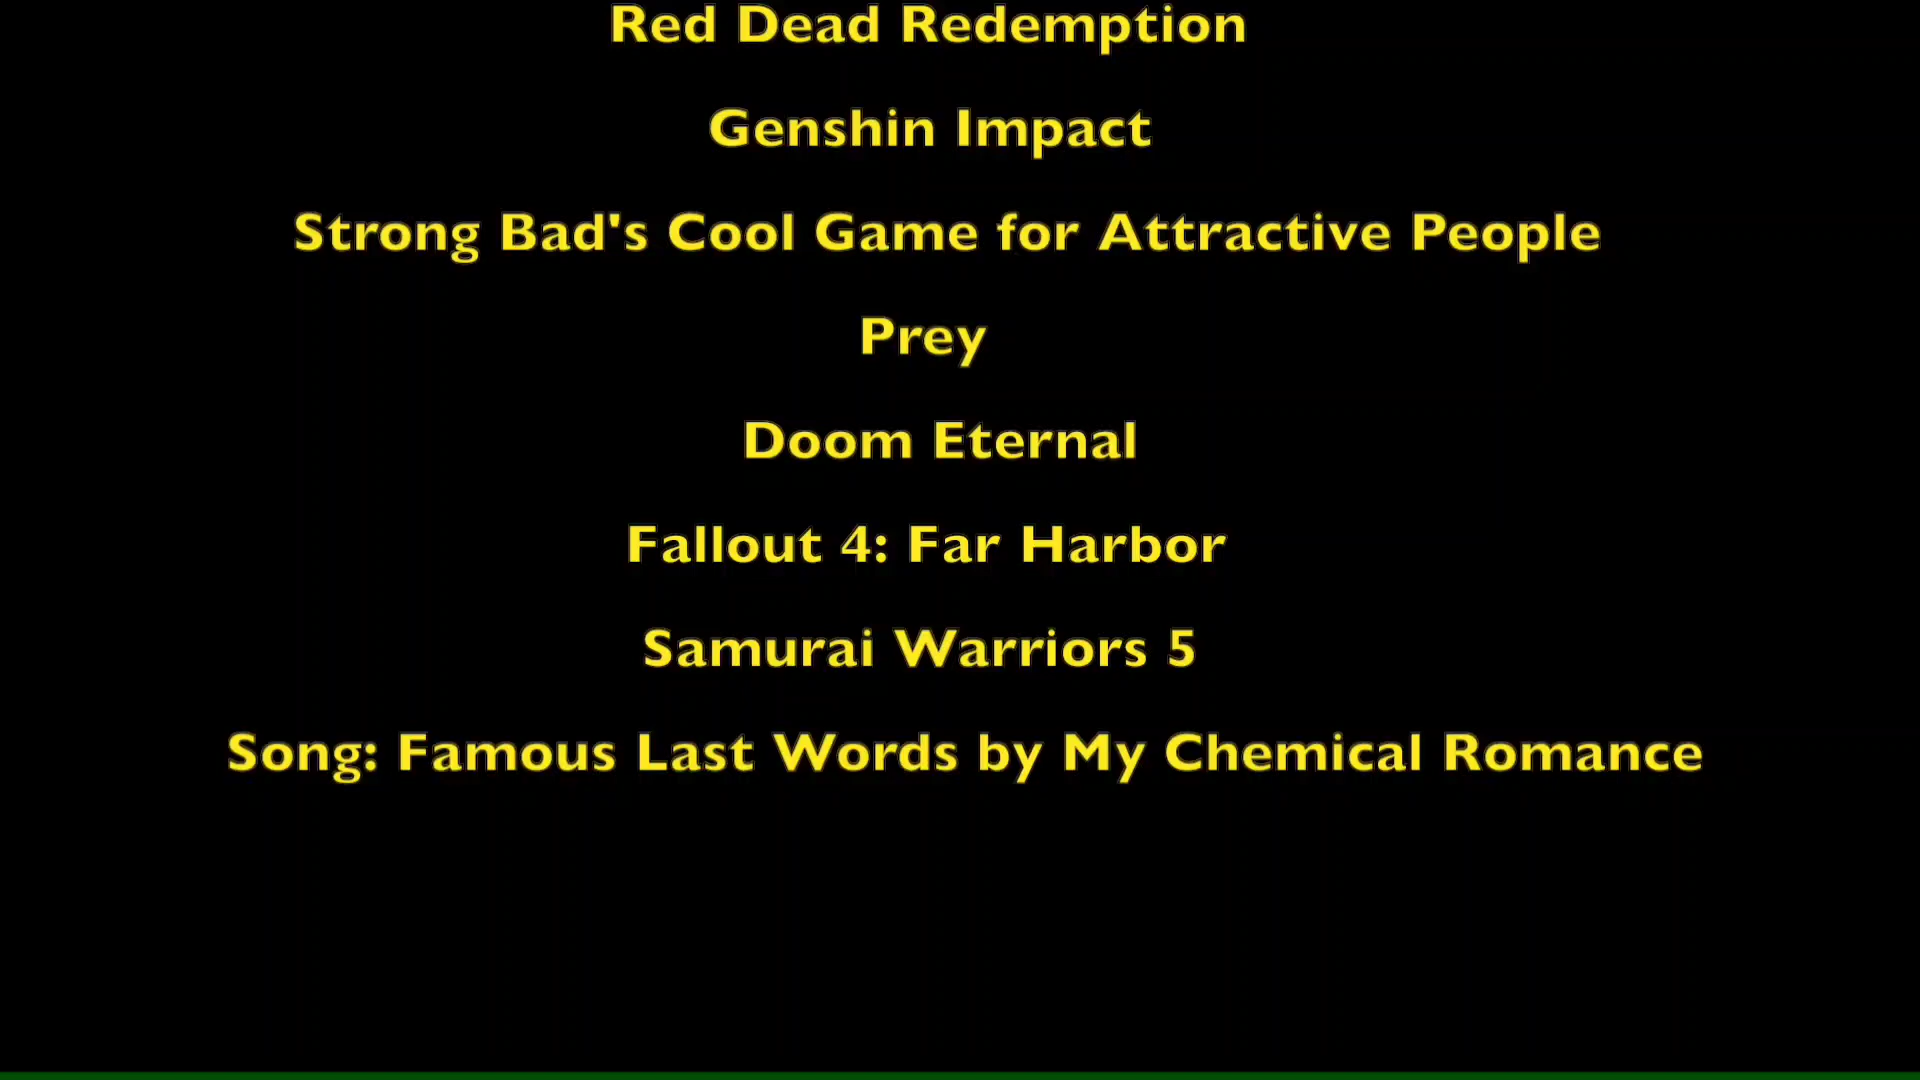 Red Dead Redemption
Genshin Impact
Strong Bad's Cool Game for Attractive People
Prey
Doom Eternal
Fallout 4: Far Harbor
Samurai Warriors 5
Song: Famous Last Words by My Chemical Romance